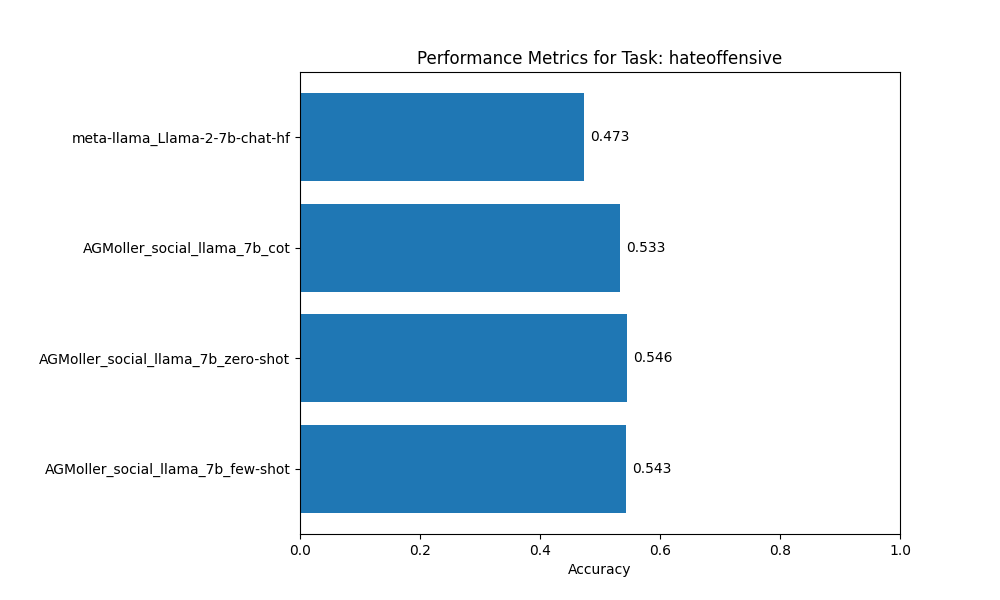 Performance Metrics for Task: hateoffensive
meta-llama_Llama-2-7b-chat-hf
0.473
AGMoller_social_llama_7b_cot
0.533
AGMoller_social_llama_7b_zero-shot
0.546
AGMoller_social_llama_7b_few-shot
0.543
0.0 0.2 0.4 0.6 0.8 1.0
Accuracy